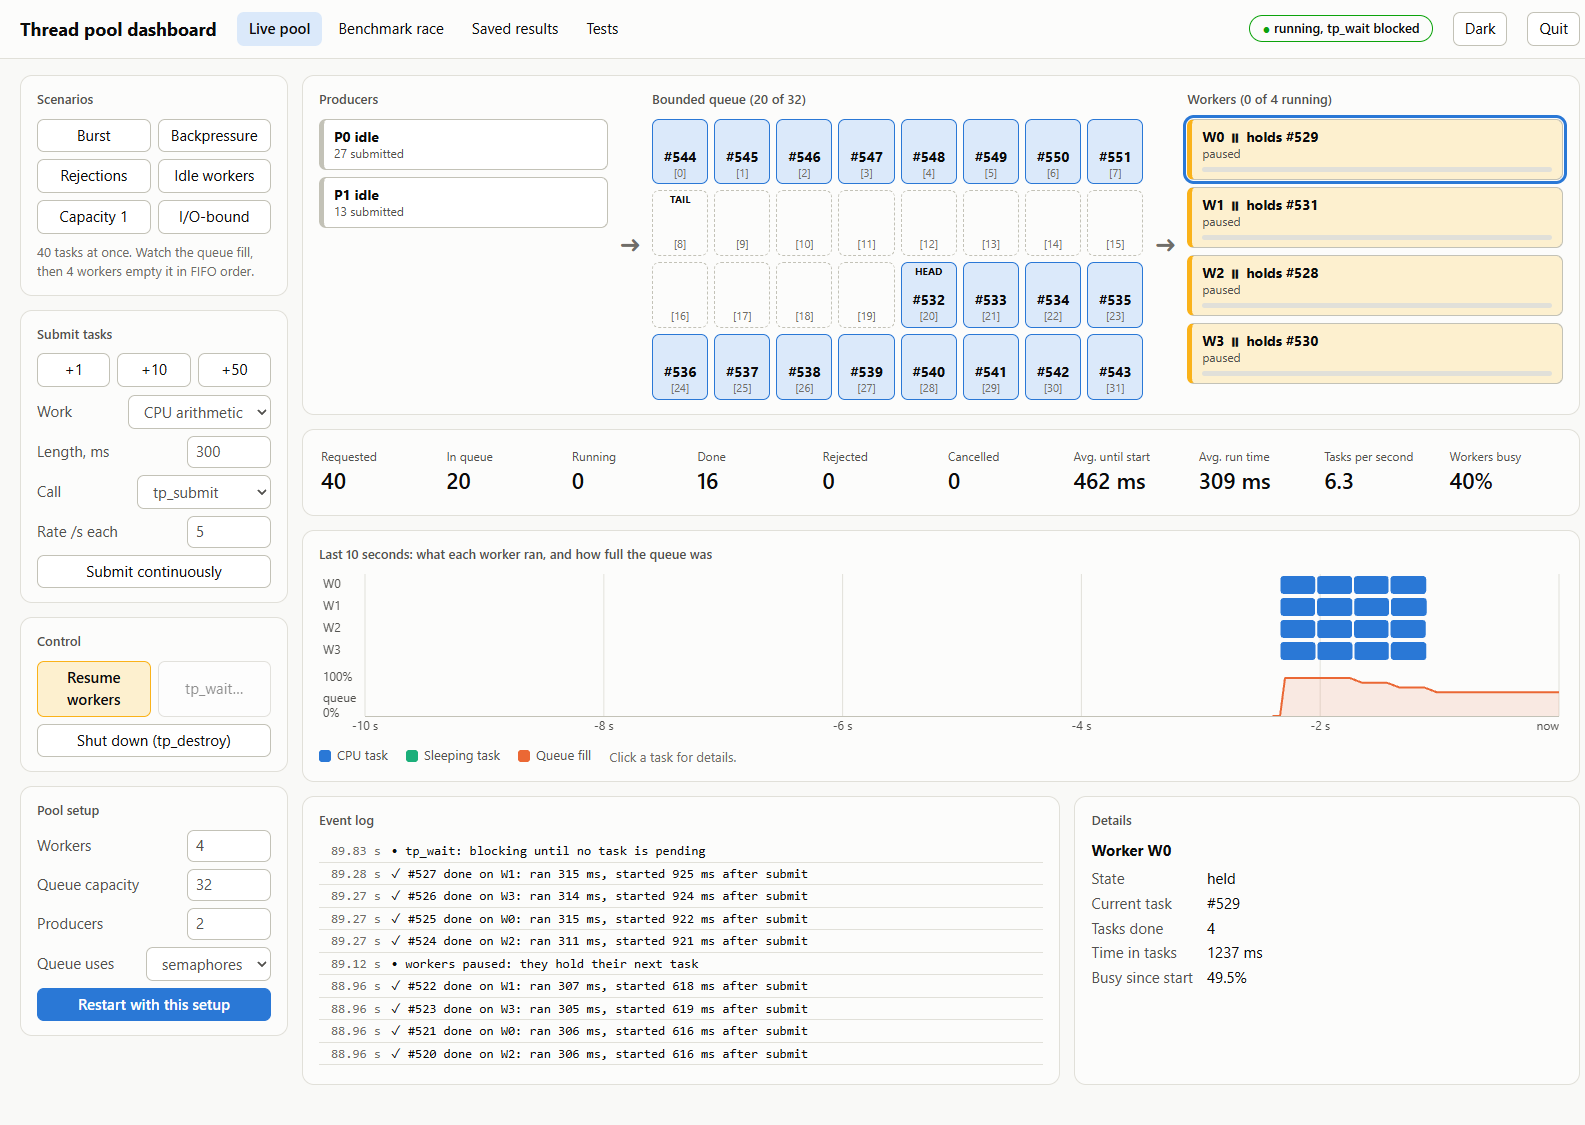 Thread pool dashboard
Live pool
Benchmark race
Saved results
Tests
● running, tp_wait blocked
Dark
Quit
Scenarios
Burst
Backpressure
Rejections
Idle workers
Capacity 1
I/O-bound
40 tasks at once. Watch the queue fill,
then 4 workers empty it in FIFO order.
Submit tasks
+1
+10
+50
Work
CPU arithmetic
Length, ms
300
Call
tp_submit
Rate /s each
5
Submit continuously
Control
Resume
workers
tp_wait...
Shut down (tp_destroy)
Pool setup
Workers
4
Queue capacity
32
Producers
2
Queue uses
semaphores
Restart with this setup
Producers
P0 idle
27 submitted
P1 idle
13 submitted
→
Bounded queue (20 of 32)
#544 #545 #546 #547 #548 #549 #550 #551
[0] [1] [2] [3] [4] [5] [6] [7]
TAIL
[8] [9] [10] [11] [12] [13] [14] [15]
HEAD
#532 #533 #534 #535
[16] [17] [18] [19] [20] [21] [22] [23]
#536 #537 #538 #539 #540 #541 #542 #543
[24] [25] [26] [27] [28] [29] [30] [31]
→
Workers (0 of 4 running)
W0 ⏸ holds #529
paused
W1 ⏸ holds #531
paused
W2 ⏸ holds #528
paused
W3 ⏸ holds #530
paused
Requested
40
In queue
20
Running
0
Done
16
Rejected
0
Cancelled
0
Avg. until start
462 ms
Avg. run time
309 ms
Tasks per second
6.3
Workers busy
40%
Last 10 seconds: what each worker ran, and how full the queue was
W0
W1
W2
W3
100%
queue
0%
-10 s -8 s -6 s -4 s -2 s now
CPU task
Sleeping task
Queue fill
Click a task for details.
Event log
89.83 s • tp_wait: blocking until no task is pending
89.28 s ✓ #527 done on W1: ran 315 ms, started 925 ms after submit
89.27 s ✓ #526 done on W3: ran 314 ms, started 924 ms after submit
89.27 s ✓ #525 done on W0: ran 315 ms, started 922 ms after submit
89.27 s ✓ #524 done on W2: ran 311 ms, started 921 ms after submit
89.12 s • workers paused: they hold their next task
88.96 s ✓ #522 done on W1: ran 307 ms, started 618 ms after submit
88.96 s ✓ #523 done on W3: ran 305 ms, started 619 ms after submit
88.96 s ✓ #521 done on W0: ran 306 ms, started 616 ms after submit
88.96 s ✓ #520 done on W2: ran 306 ms, started 616 ms after submit
Details
Worker W0
State held
Current task #529
Tasks done 4
Time in tasks 1237 ms
Busy since start 49.5%